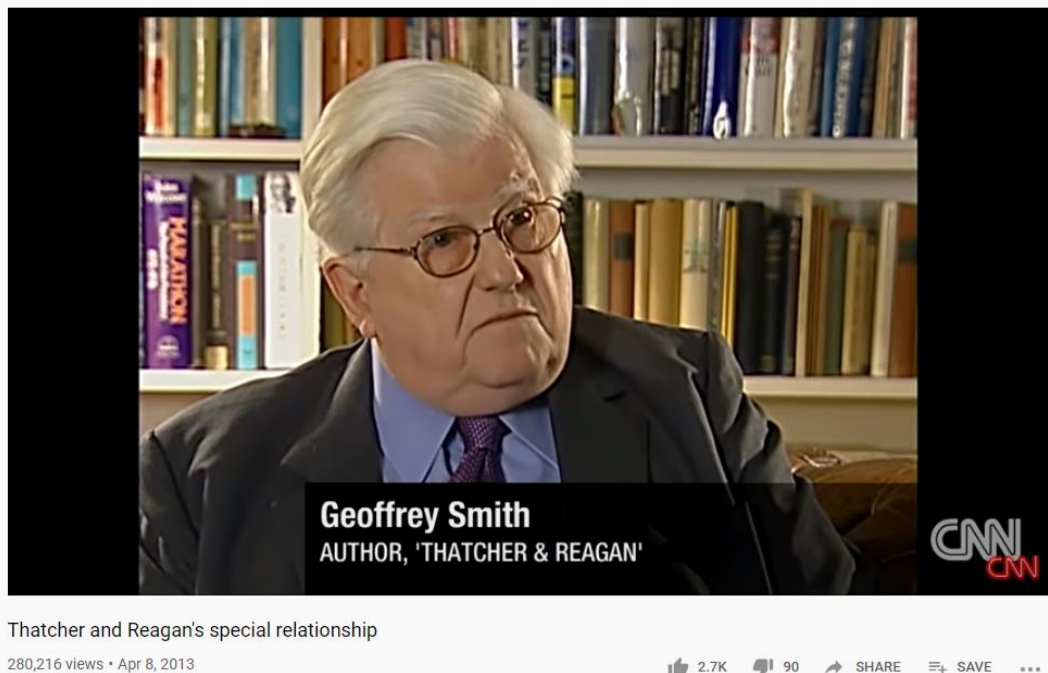 MARATHON
Geoffrey Smith
AUTHOR, 'THATCHER & REAGAN'
CNN
CNN
Thatcher and Reagan's special relationship
280,216 views • Apr 8, 2013
2.7K 90 SHARE SAVE